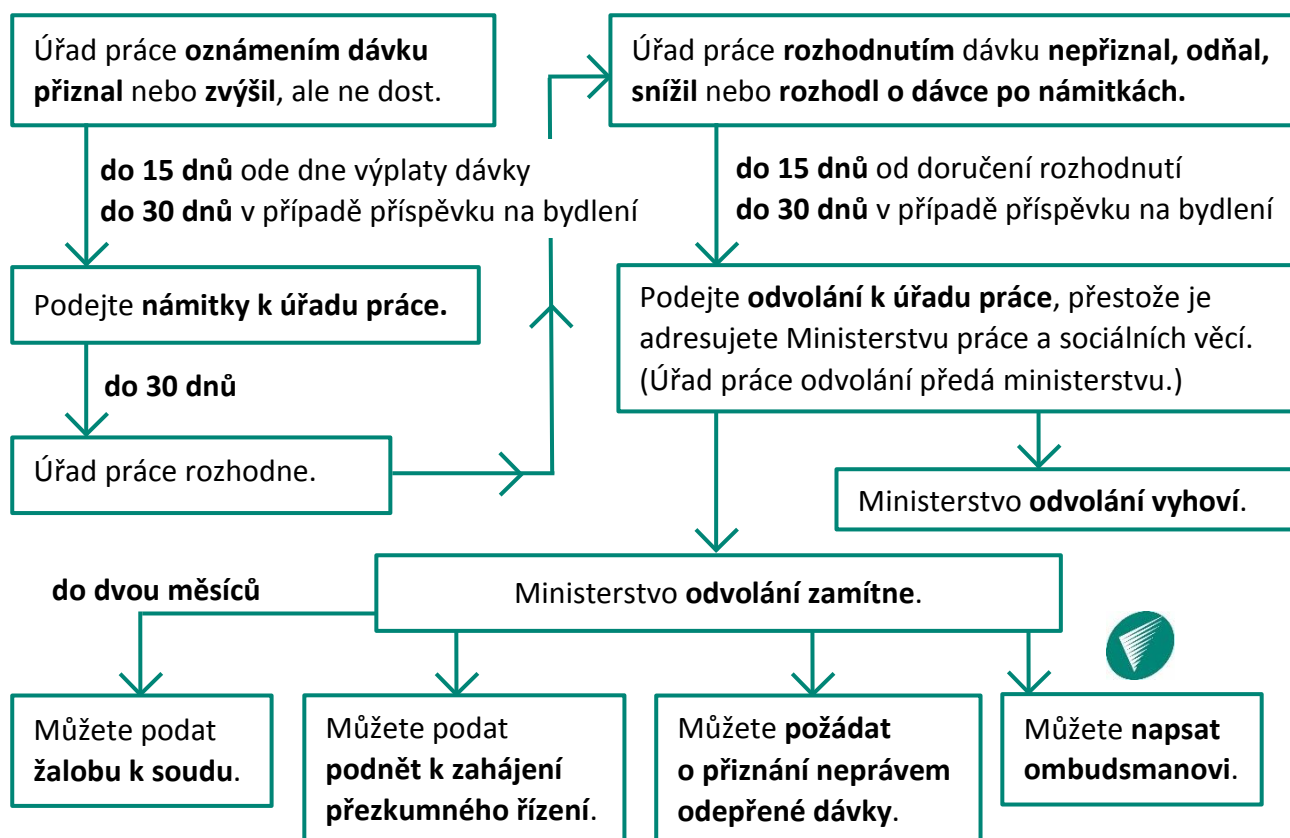 Úřad práce oznámením dávku
přiznal nebo zvýšil, ale ne dost.
do 15 dnů ode dne výplaty dávky
do 30 dnů v případě příspěvku na bydlení
Podejte námitky k úřadu práce.
do 30 dnů
Úřad práce rozhodne.
Úřad práce rozhodnutím dávku nepřiznal, odňal,
snížil nebo rozhodl o dávce po námitkách.
do 15 dnů od doručení rozhodnutí
do 30 dnů v případě příspěvku na bydlení
Podejte odvolání k úřadu práce, přestože je
adresujete Ministerstvu práce a sociálních věcí.
(Úřad práce odvolání předá ministerstvu.)
Ministerstvo odvolání vyhoví.
Ministerstvo odvolání zamítne.
do dvou měsíců
Můžete podat
žalobu k soudu.
Můžete podat
podnět k zahájení
přezkumného řízení.
Můžete požádat
o přiznání neprávem
odepřené dávky.
Můžete napsat
ombudsmanovi.